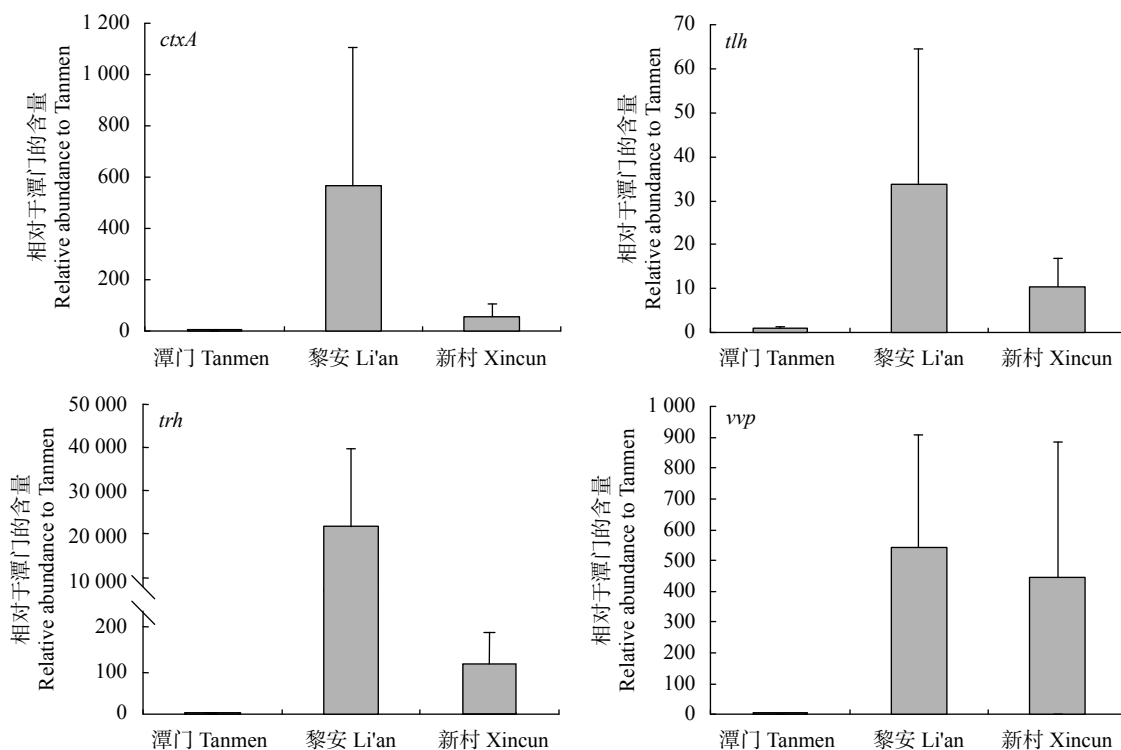 ctxA
相对于潭门的含量
Relative abundance to Tanmen
1 200
1 000
800
600
400
200
0
潭门 Tanmen
黎安 Li'an
新村 Xincun
tlh
相对于潭门的含量
Relative abundance to Tanmen
70
60
50
40
30
20
10
0
潭门 Tanmen
黎安 Li'an
新村 Xincun
trh
相对于潭门的含量
Relative abundance to Tanmen
50 000
40 000
30 000
20 000
10 000
200
100
0
潭门 Tanmen
黎安 Li'an
新村 Xincun
vvp
相对于潭门的含量
Relative abundance to Tanmen
1 000
900
800
700
600
500
400
300
200
100
0
潭门 Tanmen
黎安 Li'an
新村 Xincun